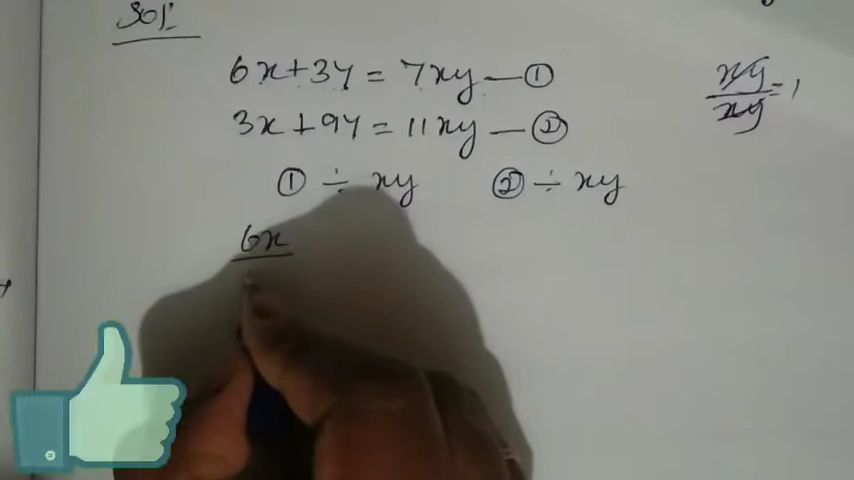 Sol
6x+3y = 7xy — ①
3x+9y = 11xy — ②
① ÷ xy ② ÷ xy
6x
xy/xy = 1